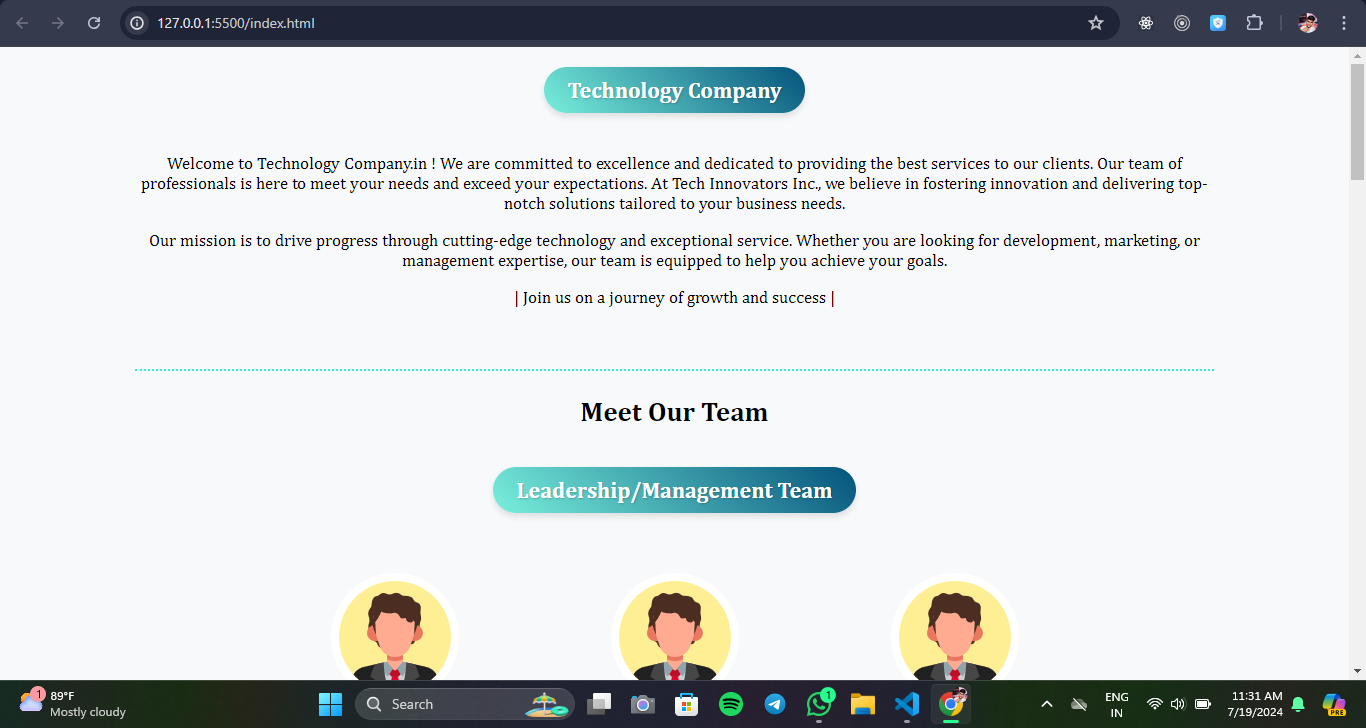 127.0.0.1:5500/index.html
Technology Company
Welcome to Technology Company.in ! We are committed to excellence and dedicated to providing the best services to our clients. Our team of
professionals is here to meet your needs and exceed your expectations. At Tech Innovators Inc., we believe in fostering innovation and delivering top-
notch solutions tailored to your business needs.
Our mission is to drive progress through cutting-edge technology and exceptional service. Whether you are looking for development, marketing, or
management expertise, our team is equipped to help you achieve your goals.
| Join us on a journey of growth and success |
Meet Our Team
Leadership/Management Team
1
89°F
Mostly cloudy
Search
1
ENG
IN
11:31 AM
7/19/2024
PRE